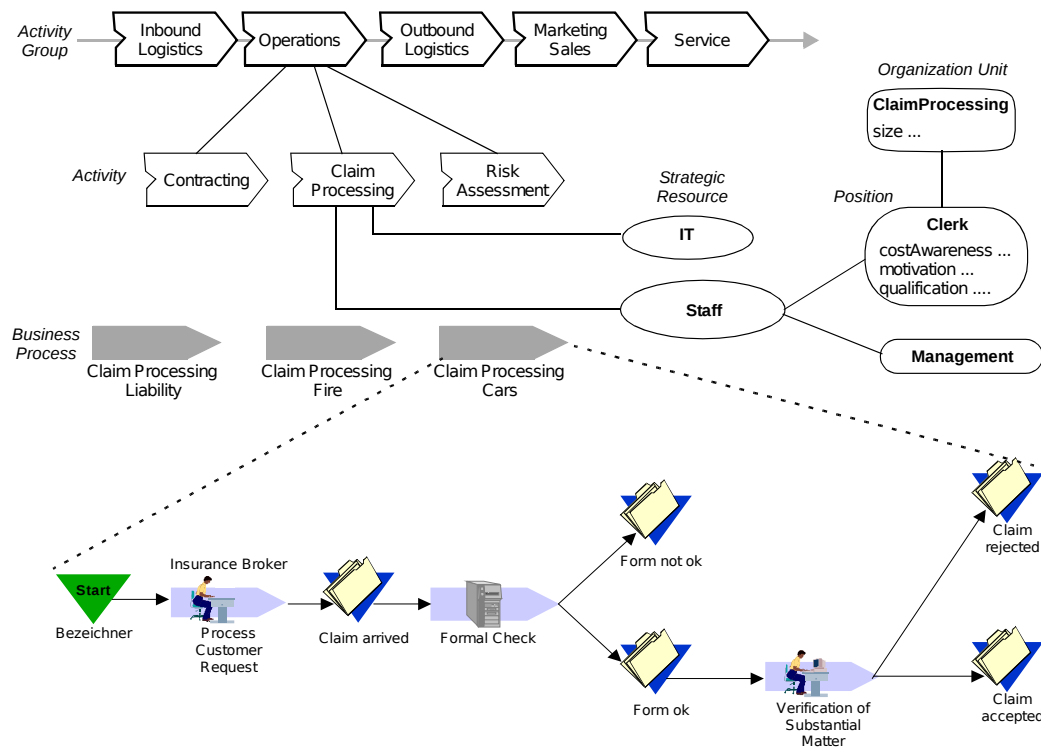 Activity
Group
Inbound
Logistics
Operations
Outbound
Logistics
Marketing
Sales
Service
Organization Unit
ClaimProcessing
size ...
Activity
Contracting
Claim
Processing
Risk
Assessment
Strategic
Resource
Position
IT
Clerk
costAwareness ...
motivation ...
qualification ....
Staff
Management
Business
Process
Claim Processing
Liability
Claim Processing
Fire
Claim Processing
Cars
Claim
rejected
Form not ok
Start
Bezeichner
Insurance Broker
Process
Customer
Request
Claim arrived
Formal Check
Form ok
Verification of
Substantial
Matter
Claim
accepted